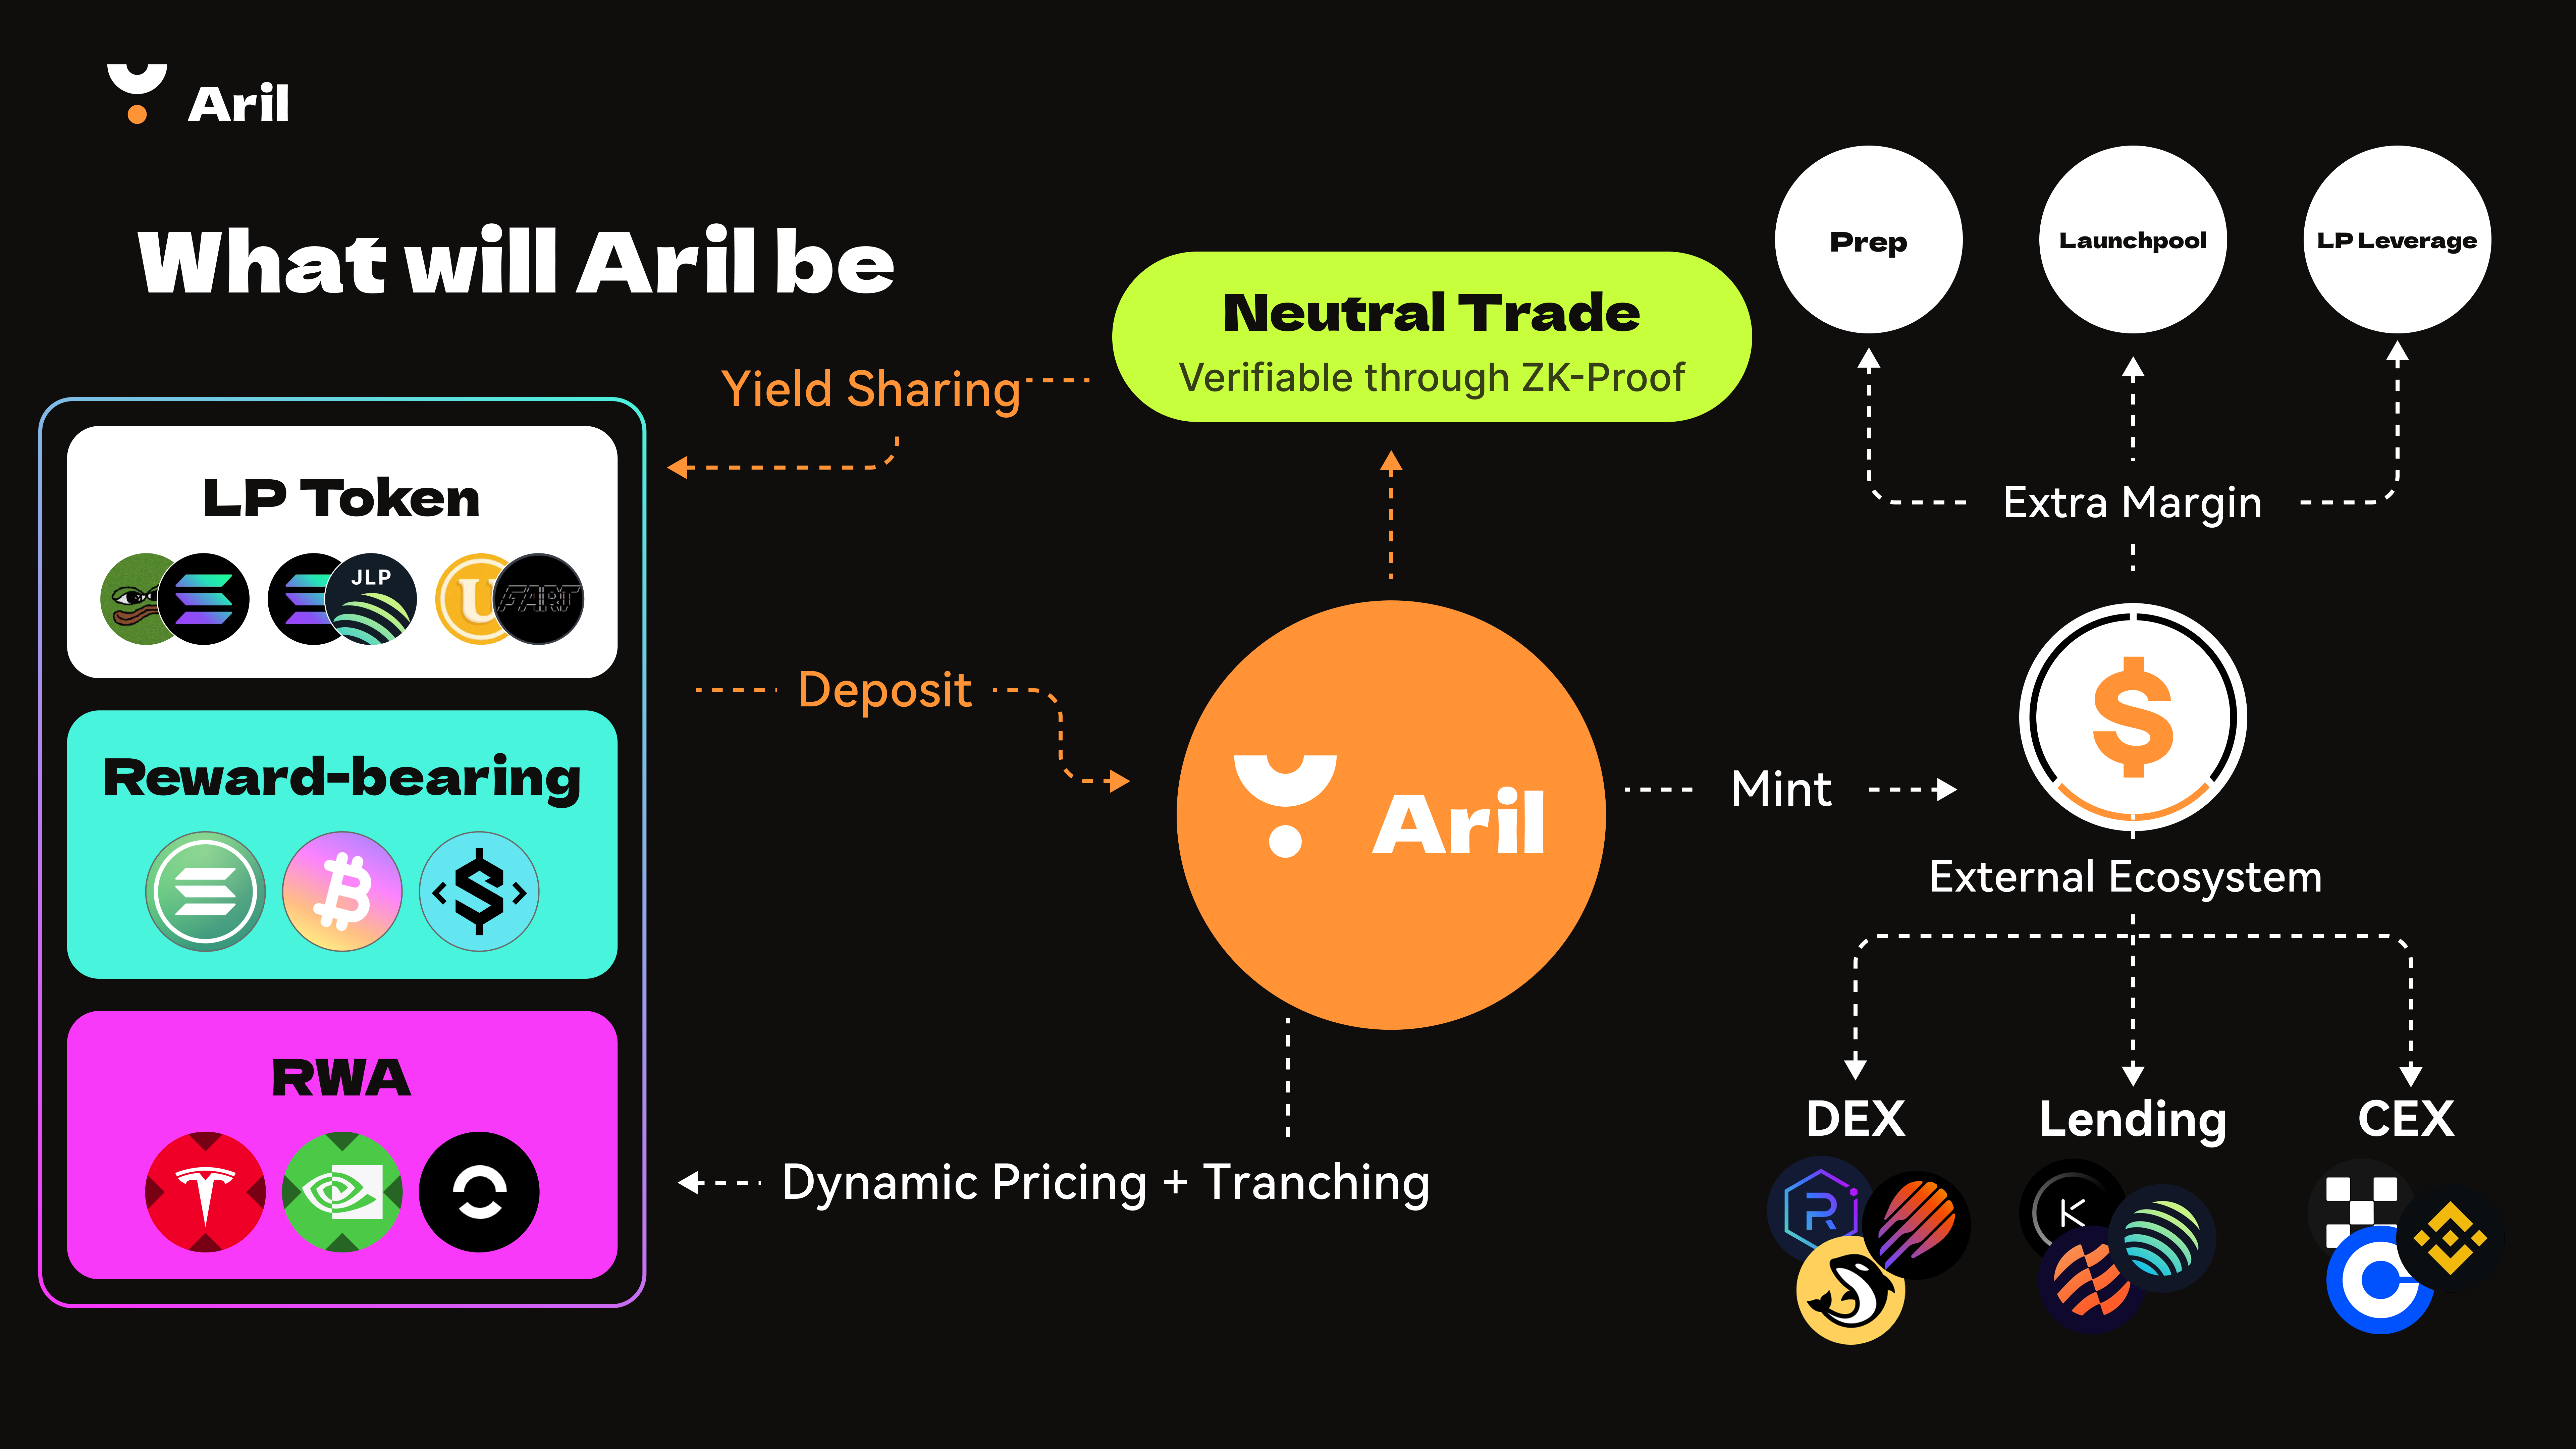 Aril
What will Aril be
Prep
Launchpool
LP Leverage
Neutral Trade
Verifiable through ZK-Proof
Yield Sharing
Extra Margin
LP Token
JLP
U
FART
Deposit
Reward-bearing
Aril
Mint
$
External Ecosystem
RWA
Dynamic Pricing + Tranching
DEX
Lending
CEX